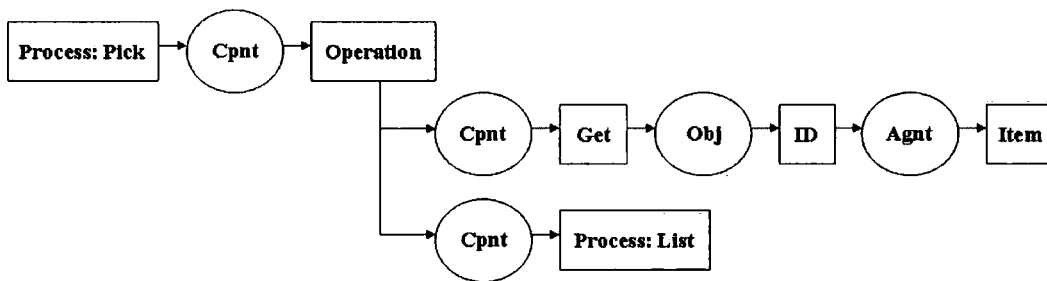 Process: Pick Cpnt Operation
Cpnt Get Obj ID Agnt Item
Cpnt Process: List